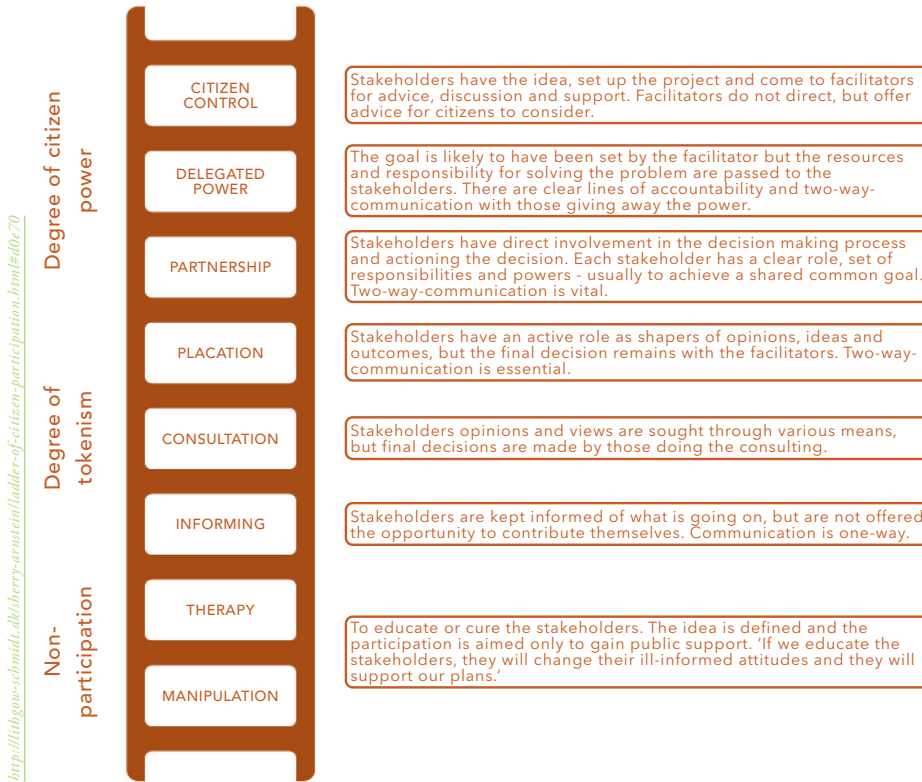 CITIZEN
CONTROL
Stakeholders have the idea, set up the project and come to facilitators
for advice, discussion and support. Facilitators do not direct, but offer
advice for citizens to consider.
Degree of citizen
power
DELEGATED
POWER
The goal is likely to have been set by the facilitator but the resources
and responsibility for solving the problem are passed to the
stakeholders. There are clear lines of accountability and two-way-
communication with those giving away the power.
PARTNERSHIP
Stakeholders have direct involvement in the decision making process
and actioning the decision. Each stakeholder has a clear role, set of
responsibilities and powers - usually to achieve a shared common goal.
Two-way-communication is vital.
PLACATION
Stakeholders have an active role as shapers of opinions, ideas and
outcomes, but the final decision remains with the facilitators. Two-way-
communication is essential.
Degree of
tokenism
CONSULTATION
Stakeholders opinions and views are sought through various means,
but final decisions are made by those doing the consulting.
INFORMING
Stakeholders are kept informed of what is going on, but are not offered
the opportunity to contribute themselves. Communication is one-way.
Non-
participation
THERAPY
MANIPULATION
To educate or cure the stakeholders. The idea is defined and the
participation is aimed only to gain public support. ‘If we educate the
stakeholders, they will change their ill-informed attitudes and they will
support our plans.’
http://lithgow-schmidt.dk/sherry-arnstein/ladder-of-citizen-participation.html#d0e70